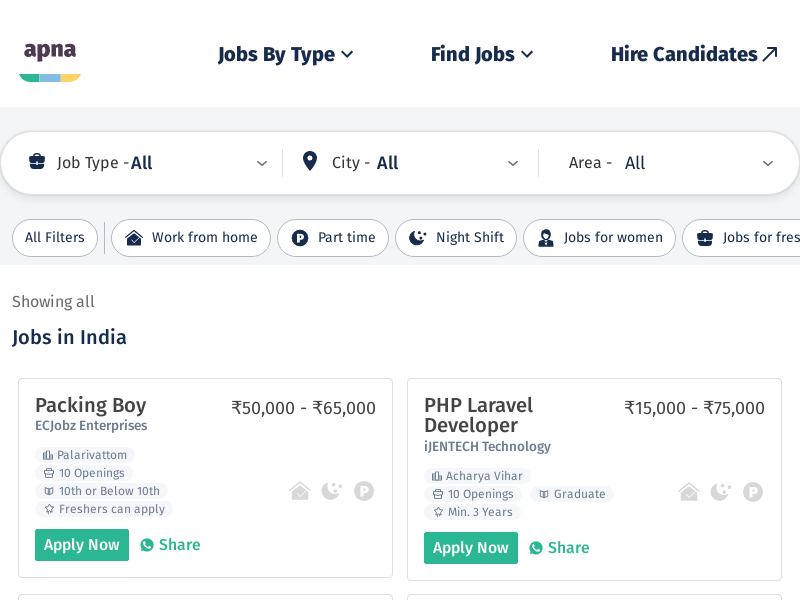 apna
Jobs By Type
Find Jobs
Hire Candidates
Job Type - All
City - All
Area - All
All Filters
Work from home
Part time
Night Shift
Jobs for women
Jobs for fres
Showing all
Jobs in India
Packing Boy
₹50,000 - ₹65,000
ECJobz Enterprises
Palarivattom
10 Openings
10th or Below 10th
Freshers can apply
P
Apply Now
Share
PHP Laravel
Developer
₹15,000 - ₹75,000
iJENTECH Technology
Acharya Vihar
10 Openings
Graduate
Min. 3 Years
P
Apply Now
Share